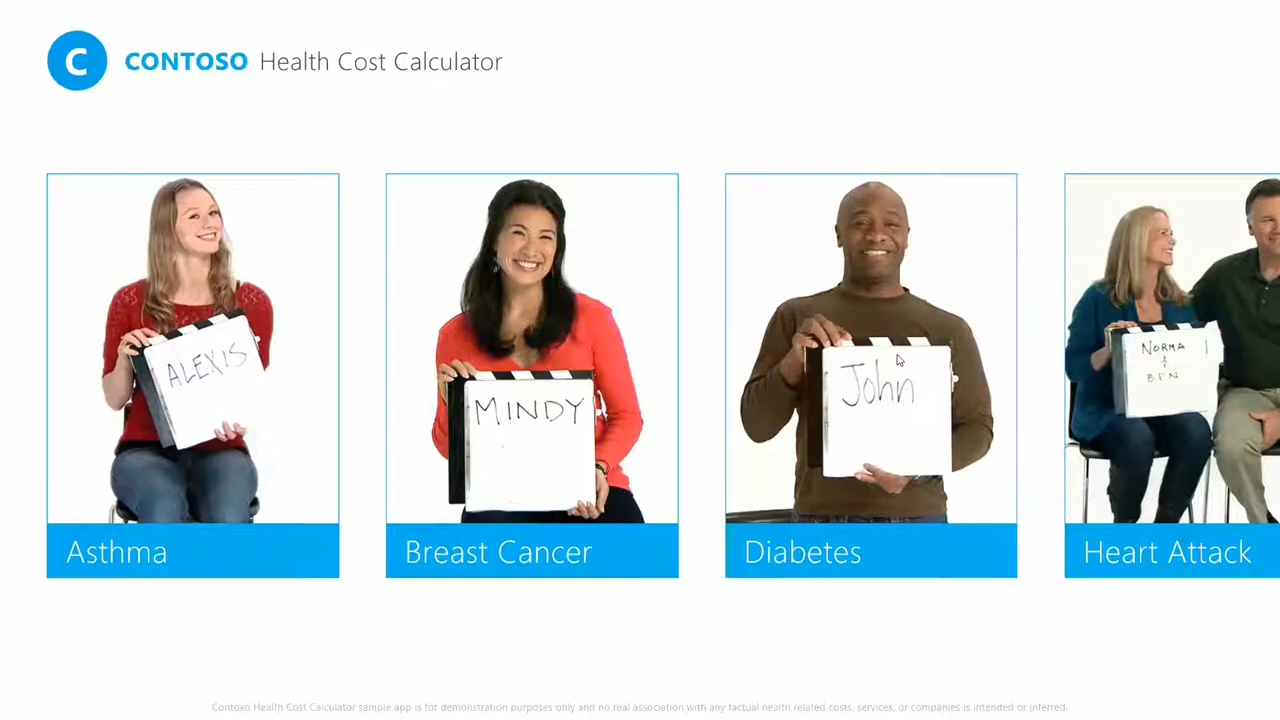 C
CONTOSO Health Cost Calculator
ALEXIS
MINDY
John
NORMA
&
BEN
Asthma
Breast Cancer
Diabetes
Heart Attack
Contoso Health Cost Calculator sample app is for demonstration purposes only and no real association with any factual health related costs, services, or companies is intended or inferred.